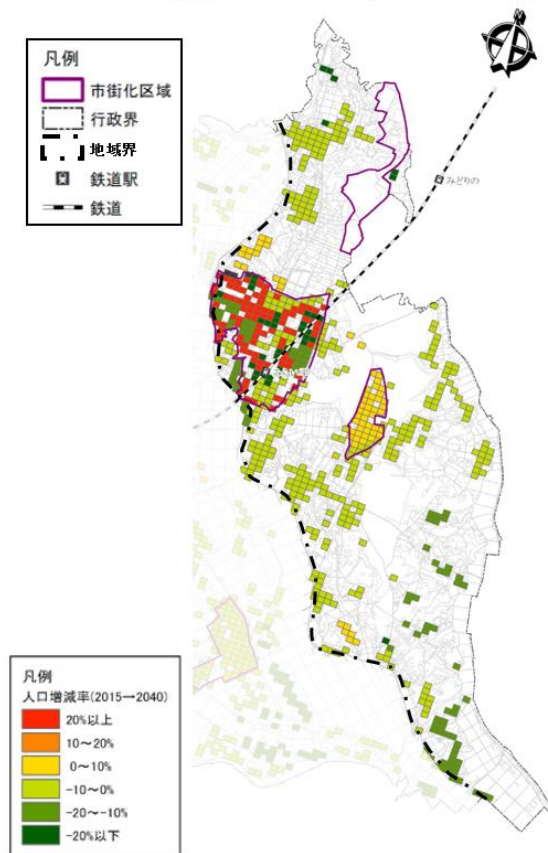 凡例
市街化区域
行政界
地域界
鉄道駅
鉄道
みどりの
凡例
人口増減率(2015→2040)
20%以上
10～20%
0～10%
-10～0%
-20～-10%
-20%以下